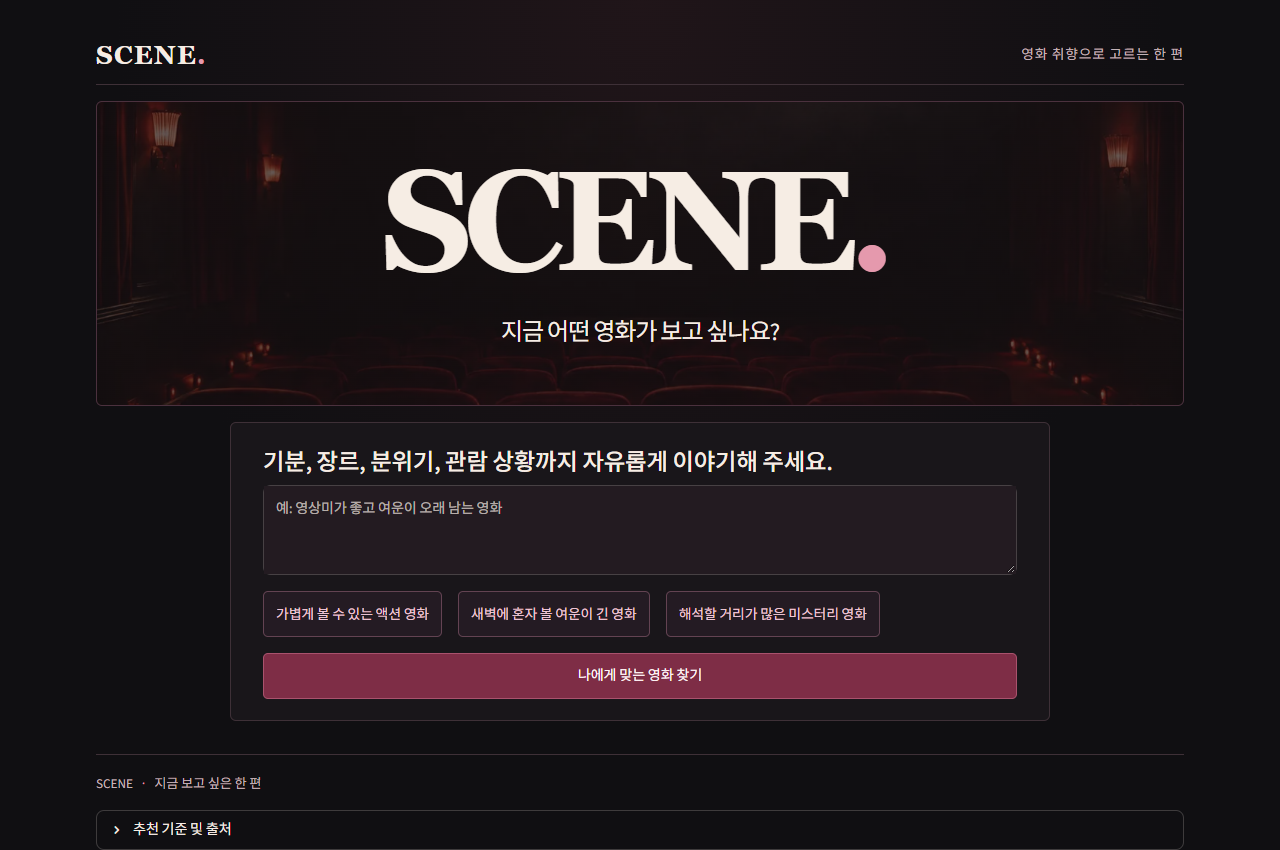 SCENE.
영화 취향으로 고르는 한 편
SCENE.
지금 어떤 영화가 보고 싶나요?
기분, 장르, 분위기, 관람 상황까지 자유롭게 이야기해 주세요.
예: 영상미가 좋고 여운이 오래 남는 영화
가볍게 볼 수 있는 액션 영화
새벽에 혼자 볼 여운이 긴 영화
해석할 거리가 많은 미스터리 영화
나에게 맞는 영화 찾기
SCENE · 지금 보고 싶은 한 편
추천 기준 및 출처